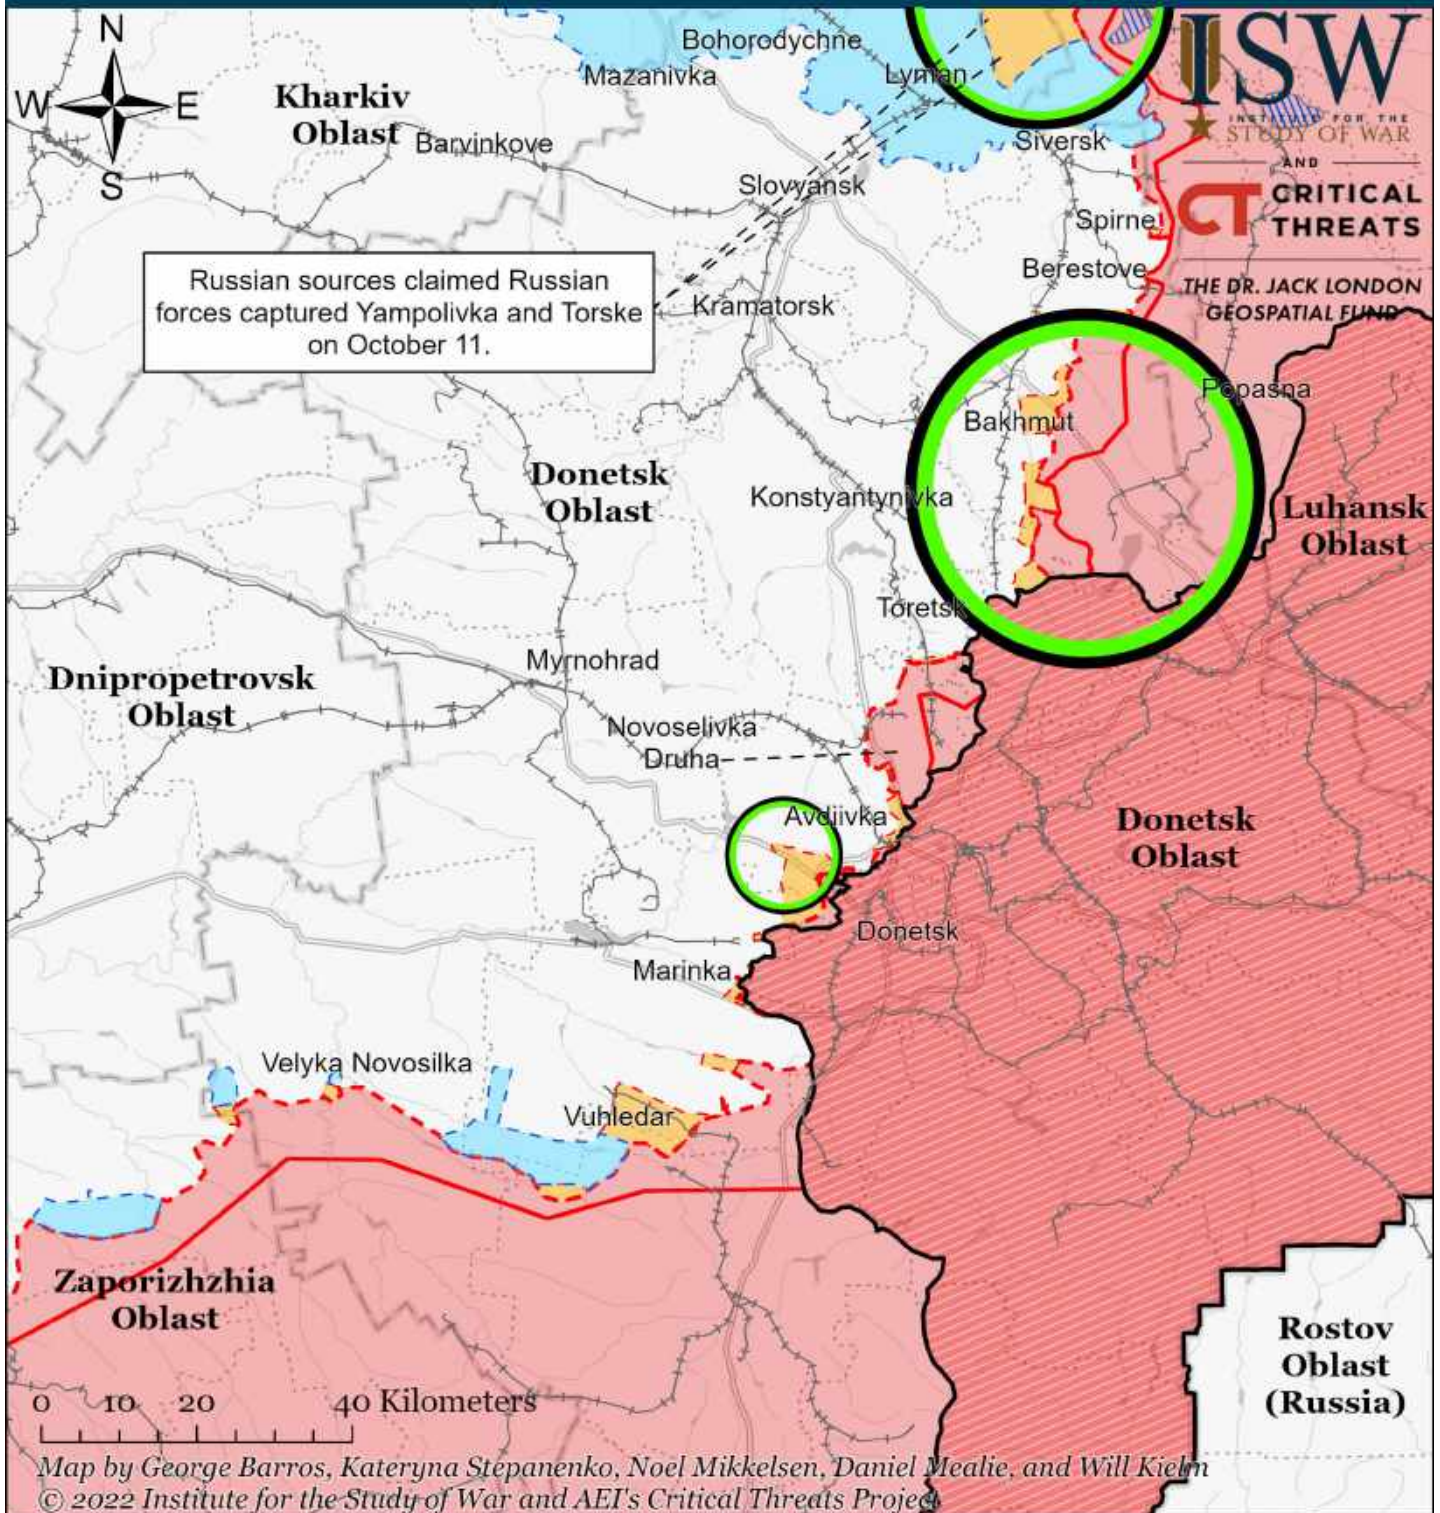 N
W
E
S
Kharkiv
Oblast
Barvinkove
Mazanivka
Bohorodychne
Lyman
Siversk
Slovyansk
Spirne
Berestove
ISW
INSTITUTE FOR THE
STUDY OF WAR
AND
CT CRITICAL
THREATS
THE DR. JACK LONDON
GEOSPATIAL FUND
Russian sources claimed Russian
forces captured Yampolivka and Torske
on October 11.
Kramatorsk
Popasna
Bakhmut
Donetsk
Oblast
Konstyantynivka
Luhansk
Oblast
Toretsk
Myrnohrad
Dnipropetrovsk
Oblast
Novoselivka
Druha
Avdiivka
Donetsk
Oblast
Donetsk
Marinka
Velyka Novosilka
Vuhledar
Zaporizhzhia
Oblast
Rostov
Oblast
(Russia)
0 10 20 40 Kilometers
Map by George Barros, Kateryna Stepanenko, Noel Mikkelsen, Daniel Mealie, and Will Kielm
© 2022 Institute for the Study of War and AEI's Critical Threats Project